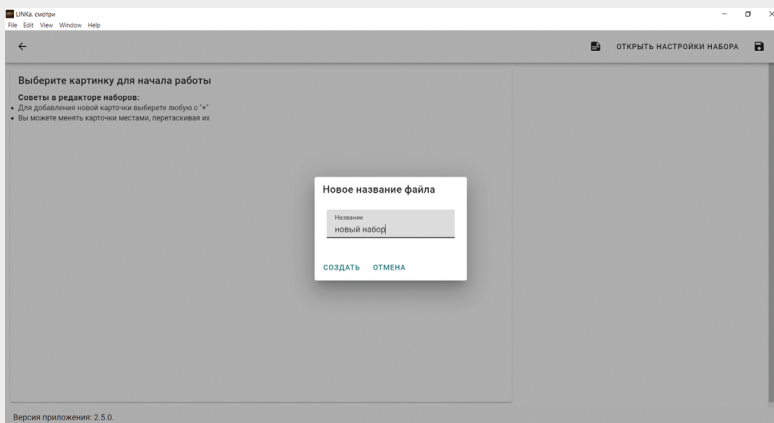 LINKa. смотри
File Edit View Window Help
ОТКРЫТЬ НАСТРОЙКИ НАБОРА
Выберите картинку для начала работы
Советы в редакторе наборов:
Для добавления новой карточки выберете любую с "+"
Вы можете менять карточки местами, перетаскивая их
Новое название файла
Название
новый набор
СОЗДАТЬ ОТМЕНА
Версия приложения: 2.5.0.